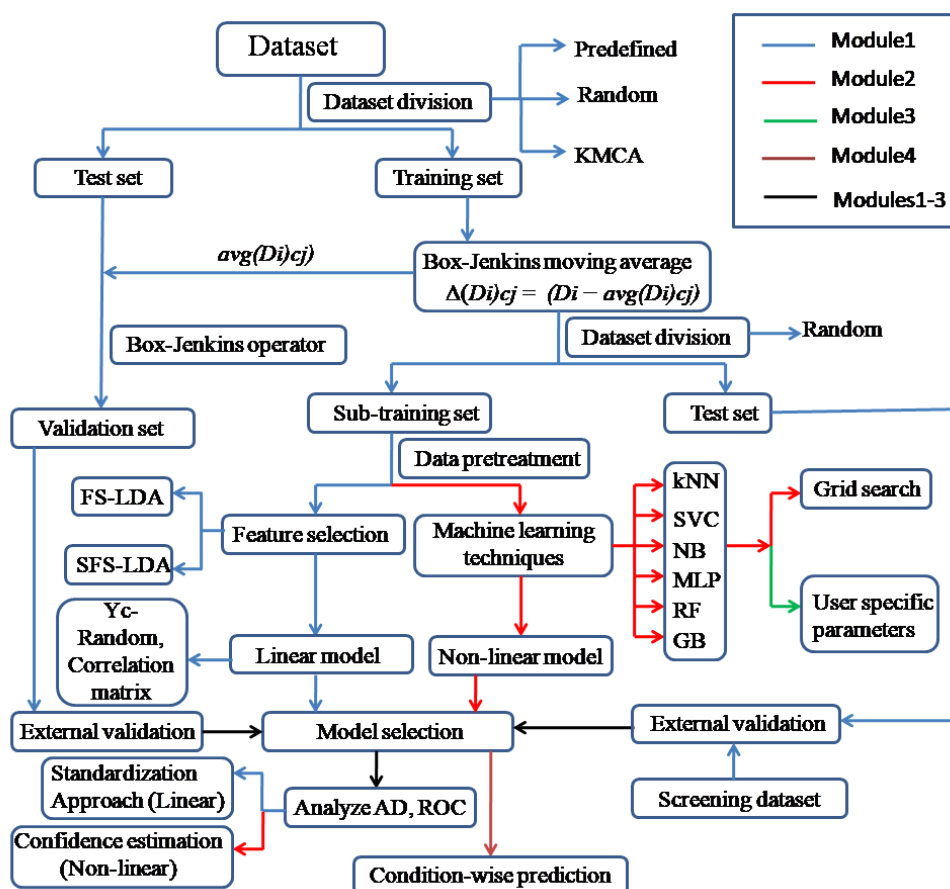 Dataset
Predefined
Dataset division
Random
KMCA
Module1
Module2
Module3
Module4
Modules1-3
Test set
Training set
avg(Di)cj)
Box-Jenkins moving average
Δ(Di)cj = (Di − avg(Di)cj)
Dataset division
Random
Box-Jenkins operator
Sub-training set
Test set
Validation set
Data pretreatment
FS-LDA
Feature selection
SFS-LDA
Machine learning
techniques
kNN
SVC
NB
MLP
RF
GB
Grid search
User specific
parameters
Yc-
Random,
Correlation
matrix
Linear model
Non-linear model
External validation
Model selection
External validation
Standardization
Approach (Linear)
Analyze AD, ROC
Screening dataset
Confidence estimation
(Non-linear)
Condition-wise prediction